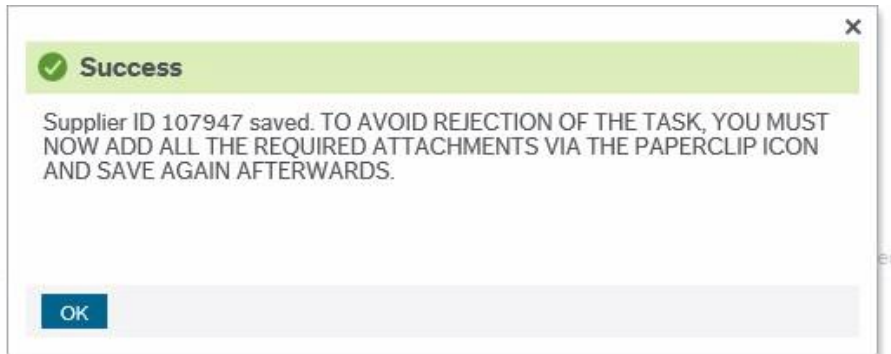 Success
Supplier ID 107947 saved. TO AVOID REJECTION OF THE TASK, YOU MUST
NOW ADD ALL THE REQUIRED ATTACHMENTS VIA THE PAPERCLIP ICON
AND SAVE AGAIN AFTERWARDS.
OK